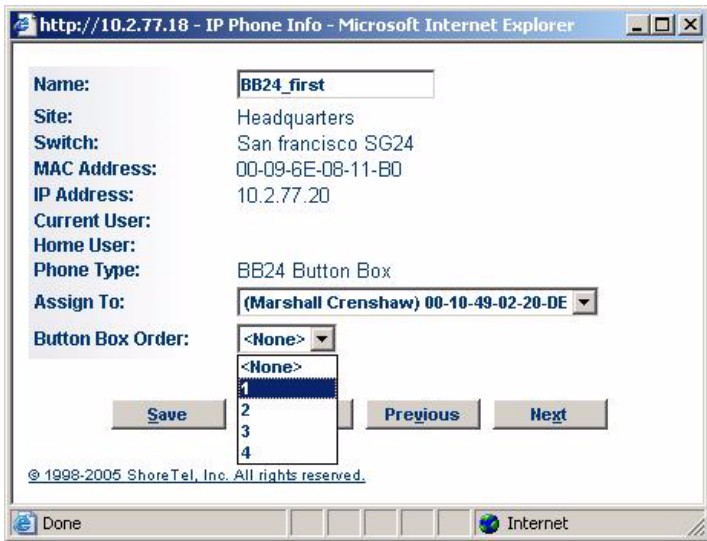 http://10.2.77.18 - IP Phone Info - Microsoft Internet Explorer
Name: BB24_first
Site: Headquarters
Switch: San francisco SG24
MAC Address: 00-09-6E-08-11-B0
IP Address: 10.2.77.20
Current User:
Home User:
Phone Type: BB24 Button Box
Assign To: (Marshall Crenshaw) 00-10-49-02-20-DE
Button Box Order: <None>
<None>
1
2
3
4
Save Previous Next
© 1998-2005 ShoreTel, Inc. All rights reserved.
Done Internet